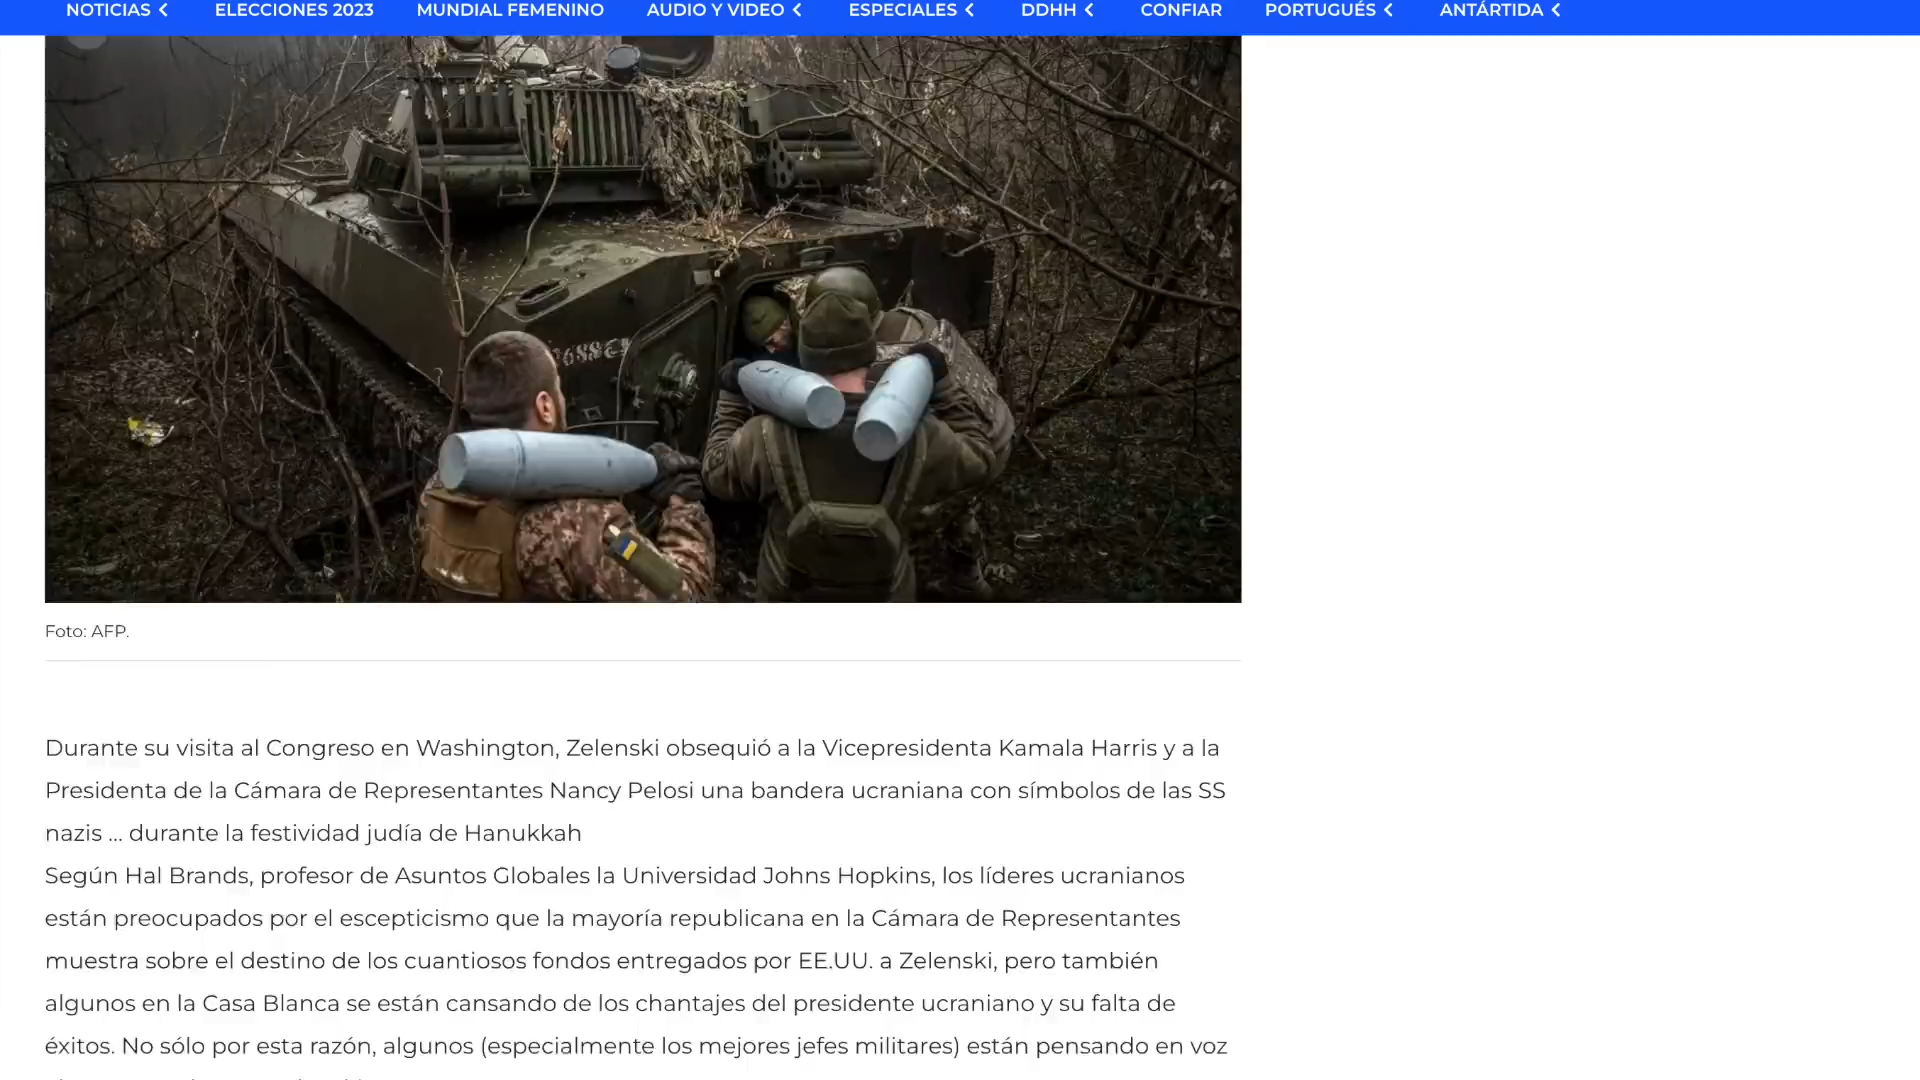 NOTICIAS ELECCIONES 2023 MUNDIAL FEMENINO AUDIO Y VIDEO ESPECIALES DDHH CONFIAR PORTUGUÉS ANTÁRTIDA
Foto: AFP.
Durante su visita al Congreso en Washington, Zelenski obsequió a la Vicepresidenta Kamala Harris y a la
Presidenta de la Cámara de Representantes Nancy Pelosi una bandera ucraniana con símbolos de las SS
nazis ... durante la festividad judía de Hanukkah
Según Hal Brands, profesor de Asuntos Globales la Universidad Johns Hopkins, los líderes ucranianos
están preocupados por el escepticismo que la mayoría republicana en la Cámara de Representantes
muestra sobre el destino de los cuantiosos fondos entregados por EE.UU. a Zelenski, pero también
algunos en la Casa Blanca se están cansando de los chantajes del presidente ucraniano y su falta de
éxitos. No sólo por esta razón, algunos (especialmente los mejores jefes militares) están pensando en voz